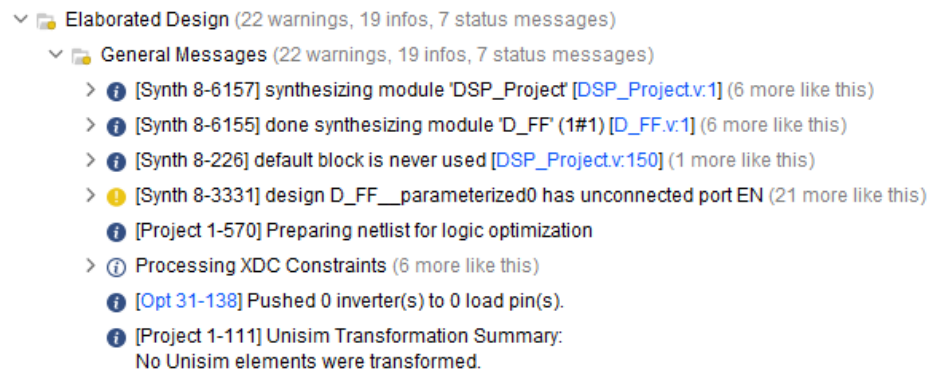 Elaborated Design (22 warnings, 19 infos, 7 status messages)
General Messages (22 warnings, 19 infos, 7 status messages)
[Synth 8-6157] synthesizing module 'DSP_Project' [DSP_Project.v:1] (6 more like this)
[Synth 8-6155] done synthesizing module 'D_FF' (1#1) [D_FF.v:1] (6 more like this)
[Synth 8-226] default block is never used [DSP_Project.v:150] (1 more like this)
[Synth 8-3331] design D_FF__parameterized0 has unconnected port EN (21 more like this)
[Project 1-570] Preparing netlist for logic optimization
Processing XDC Constraints (6 more like this)
[Opt 31-138] Pushed 0 inverter(s) to 0 load pin(s).
[Project 1-111] Unisim Transformation Summary:
No Unisim elements were transformed.